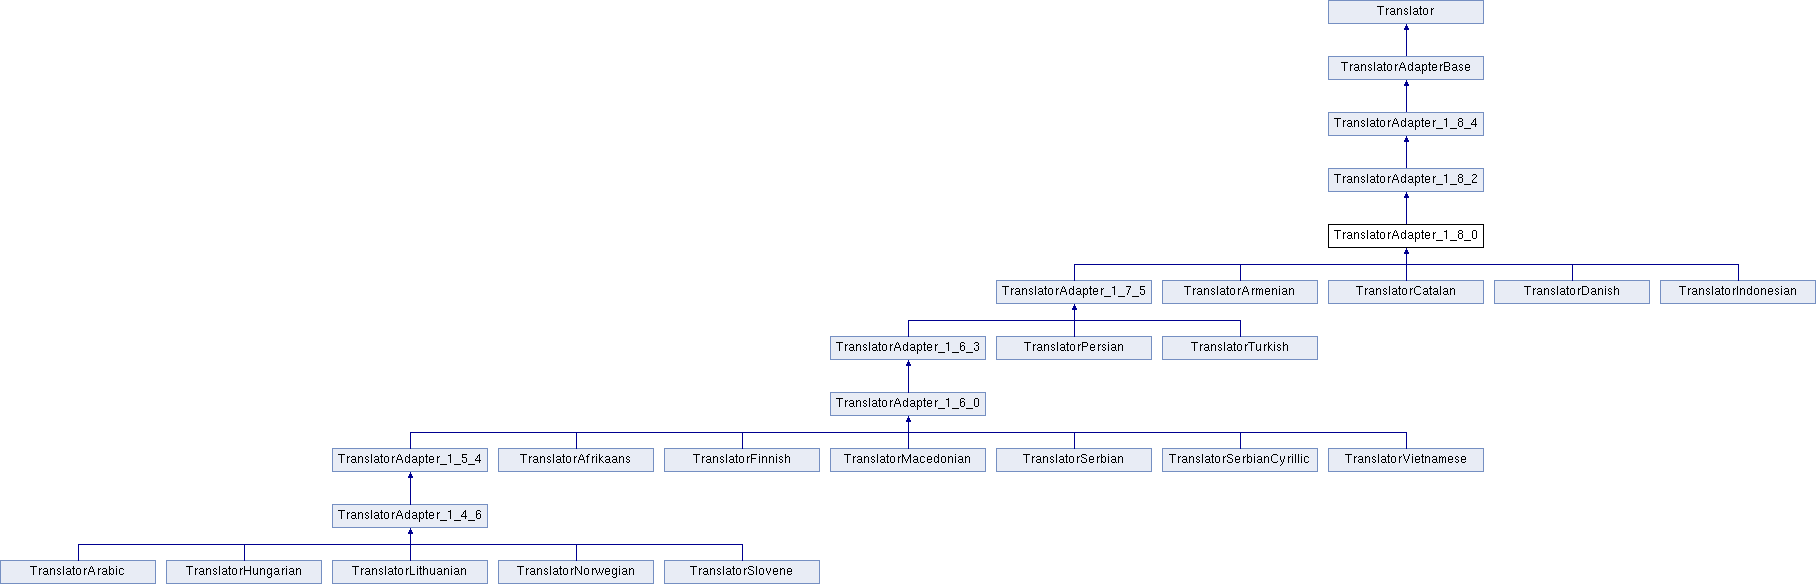 Translator
TranslatorAdapterBase
TranslatorAdapter_1_8_4
TranslatorAdapter_1_8_2
TranslatorAdapter_1_8_0
TranslatorAdapter_1_7_5 TranslatorArmenian TranslatorCatalan TranslatorDanish TranslatorIndonesian
TranslatorAdapter_1_6_3 TranslatorPersian TranslatorTurkish
TranslatorAdapter_1_6_0
TranslatorAdapter_1_5_4 TranslatorAfrikaans TranslatorFinnish TranslatorMacedonian TranslatorSerbian TranslatorSerbianCyrillic TranslatorVietnamese
TranslatorAdapter_1_4_6
TranslatorArabic TranslatorHungarian TranslatorLithuanian TranslatorNorwegian TranslatorSlovene